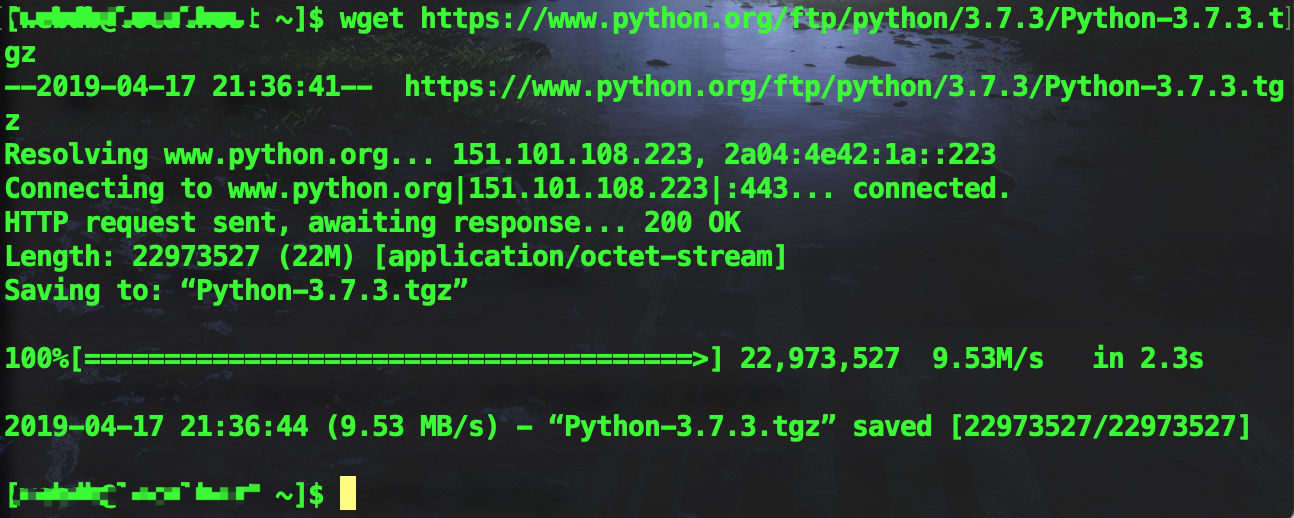 ~]$ wget https://www.python.org/ftp/python/3.7.3/Python-3.7.3.t
gz
--2019-04-17 21:36:41--  https://www.python.org/ftp/python/3.7.3/Python-3.7.3.tg
z
Resolving www.python.org... 151.101.108.223, 2a04:4e42:1a::223
Connecting to www.python.org|151.101.108.223|:443... connected.
HTTP request sent, awaiting response... 200 OK
Length: 22973527 (22M) [application/octet-stream]
Saving to: “Python-3.7.3.tgz”
100%[======================================>] 22,973,527  9.53M/s   in 2.3s
2019-04-17 21:36:44 (9.53 MB/s) - “Python-3.7.3.tgz” saved [22973527/22973527]
~]$